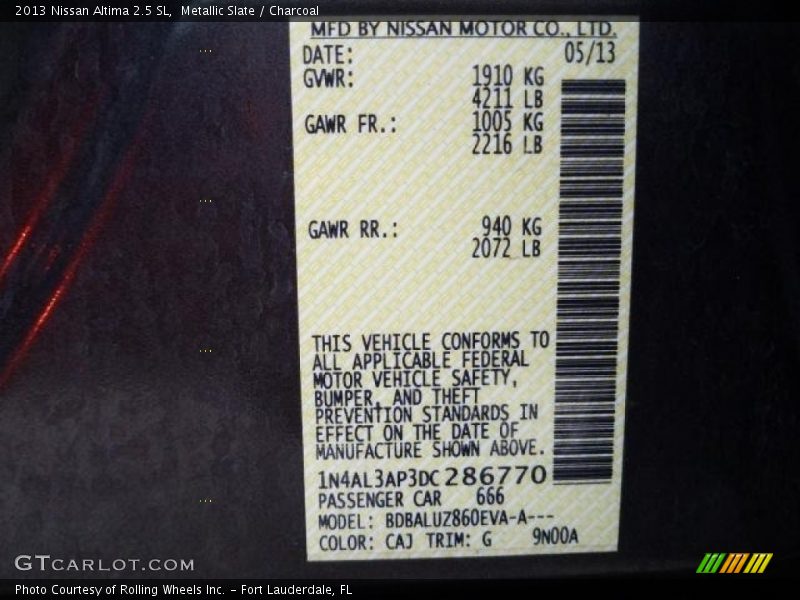 2013 Nissan Altima 2.5 SL,  Metallic Slate / Charcoal
MFD BY NISSAN MOTOR CO., LTD.
DATE: 05/13
GVWR: 1910 KG
4211 LB
GAWR FR.: 1005 KG
2216 LB
GAWR RR.: 940 KG
2072 LB
THIS VEHICLE CONFORMS TO
ALL APPLICABLE FEDERAL
MOTOR VEHICLE SAFETY,
BUMPER, AND THEFT
PREVENTION STANDARDS IN
EFFECT ON THE DATE OF
MANUFACTURE SHOWN ABOVE.
1N4AL3AP3DC286770
PASSENGER CAR 666
MODEL: BDBALUZ860EVA-A---
COLOR: CAJ TRIM: G 9N00A
GTCARLOT.COM
Photo Courtesy of Rolling Wheels Inc. – Fort Lauderdale, FL